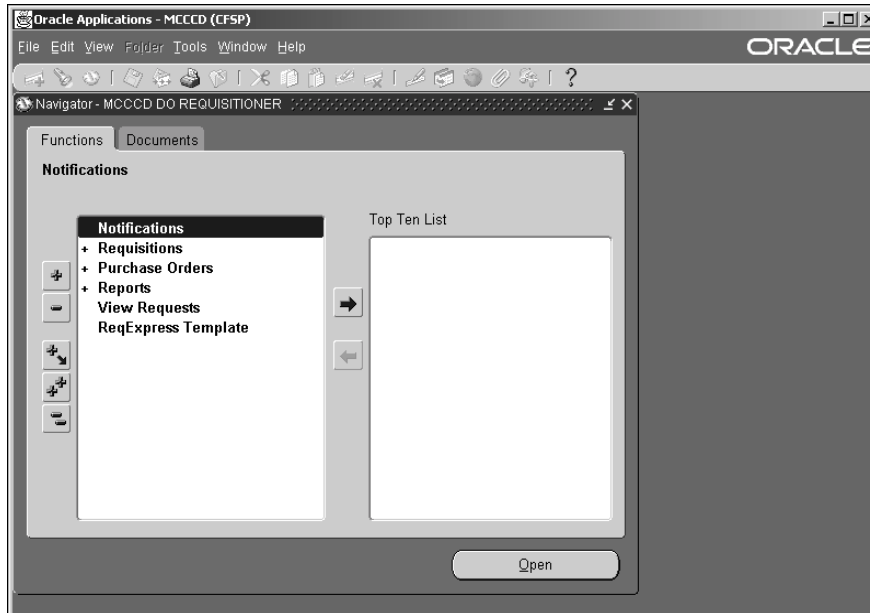 Oracle Applications - MCCCD (CFSP)
File Edit View Folder Tools Window Help
ORACLE
?
Navigator - MCCCD DO REQUISITIONER
Functions Documents
Notifications
Top Ten List
Notifications
+ Requisitions
+ Purchase Orders
+ Reports
View Requests
ReqExpress Template
Open